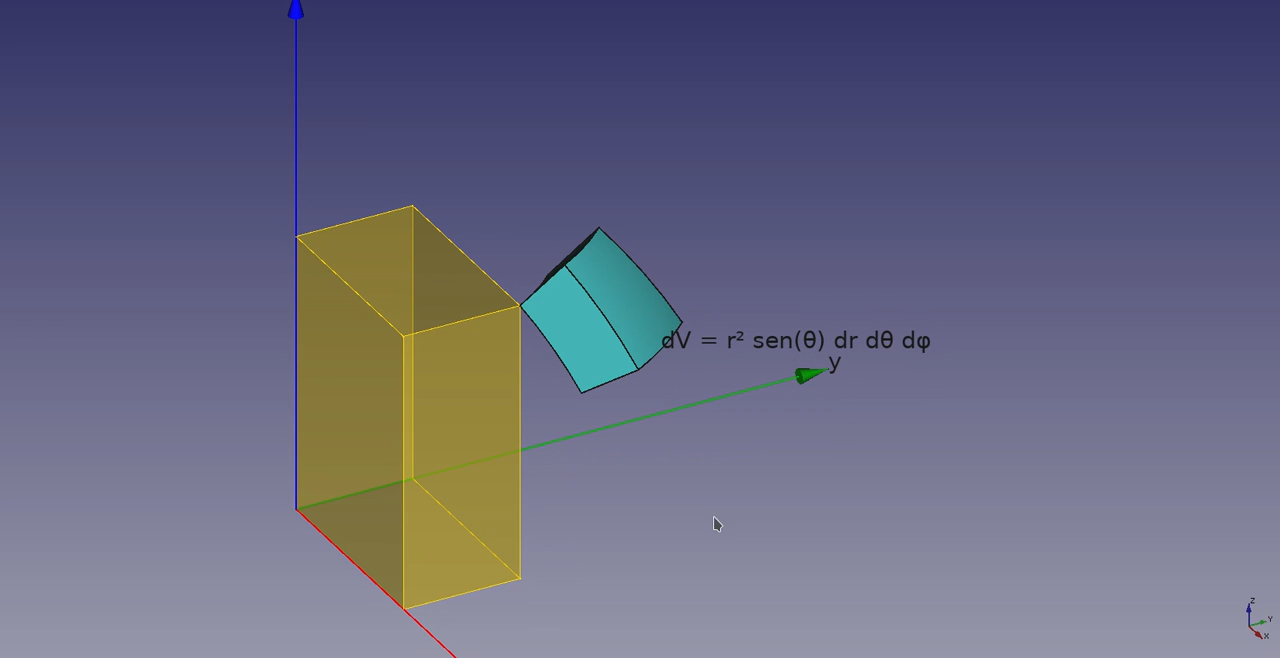 dV = r² sen(θ) dr dθ dφ
y
Z
Y
X